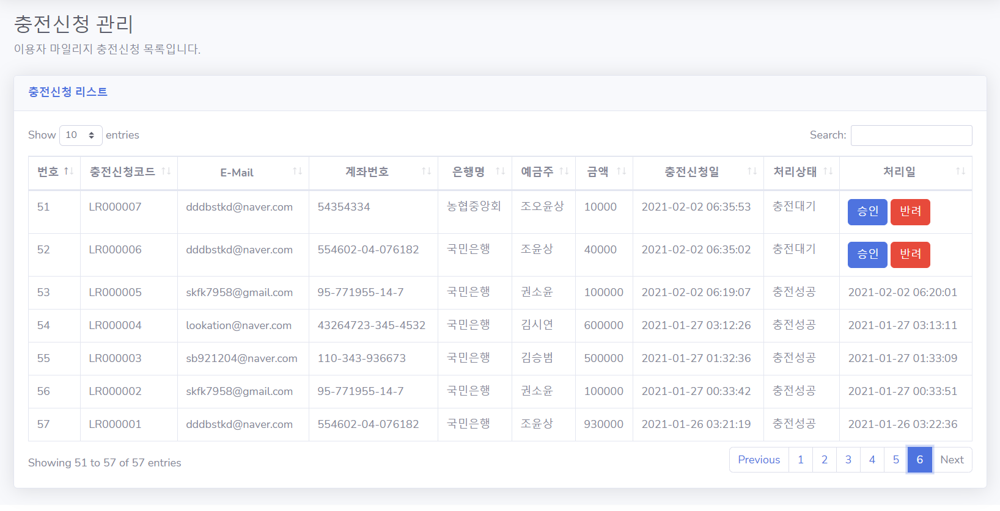 충전신청 관리
이용자 마일리지 충전신청 목록입니다.
충전신청 리스트
Show 10 entries Search:
번호 충전신청코드 E-Mail 계좌번호 은행명 예금주 금액 충전신청일 처리상태 처리일
51 LR000007 dddbstkd@naver.com 54354334 농협중앙회 조오윤상 10000 2021-02-02 06:35:53 충전대기 승인 반려
52 LR000006 dddbstkd@naver.com 554602-04-076182 국민은행 조윤상 40000 2021-02-02 06:35:02 충전대기 승인 반려
53 LR000005 skfk7958@gmail.com 95-771955-14-7 국민은행 권소윤 100000 2021-02-02 06:19:07 충전성공 2021-02-02 06:20:01
54 LR000004 lookation@naver.com 43264723-345-4532 국민은행 김시연 600000 2021-01-27 03:12:26 충전성공 2021-01-27 03:13:11
55 LR000003 sb921204@naver.com 110-343-936673 국민은행 김승범 500000 2021-01-27 01:32:36 충전성공 2021-01-27 01:33:09
56 LR000002 skfk7958@gmail.com 95-771955-14-7 국민은행 권소윤 100000 2021-01-27 00:33:42 충전성공 2021-01-27 00:33:51
57 LR000001 dddbstkd@naver.com 554602-04-076182 국민은행 조윤상 930000 2021-01-26 03:21:19 충전성공 2021-01-26 03:22:36
Showing 51 to 57 of 57 entries Previous 1 2 3 4 5 6 Next